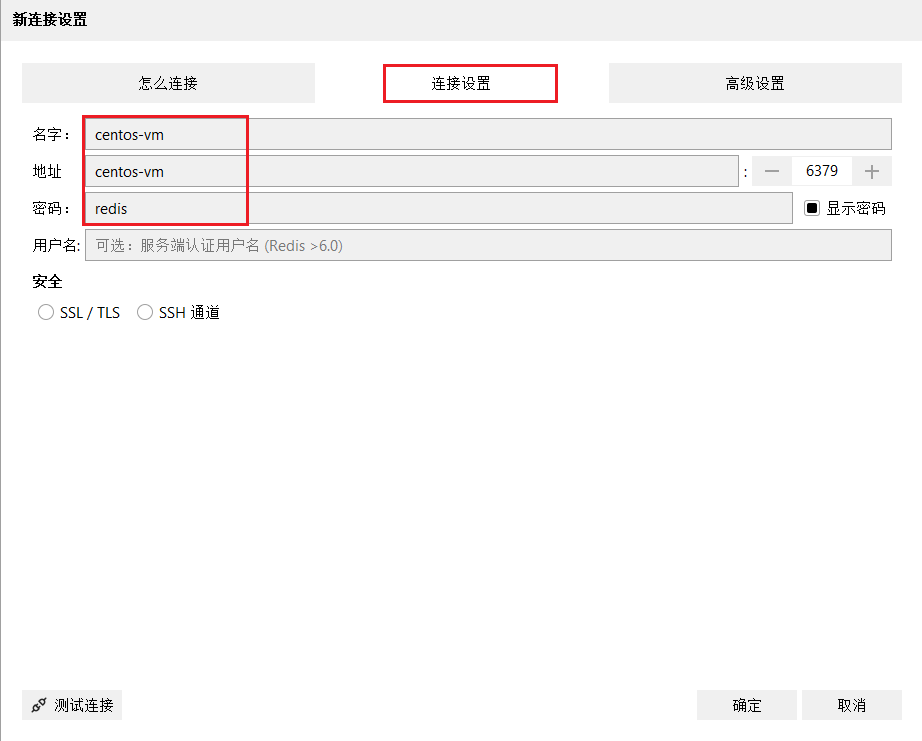 新连接设置
怎么连接 连接设置 高级设置
名字： centos-vm
地址 centos-vm : 6379
密码： redis 显示密码
用户名: 可选：服务端认证用户名 (Redis >6.0)
安全
SSL / TLS SSH 通道
测试连接 确定 取消